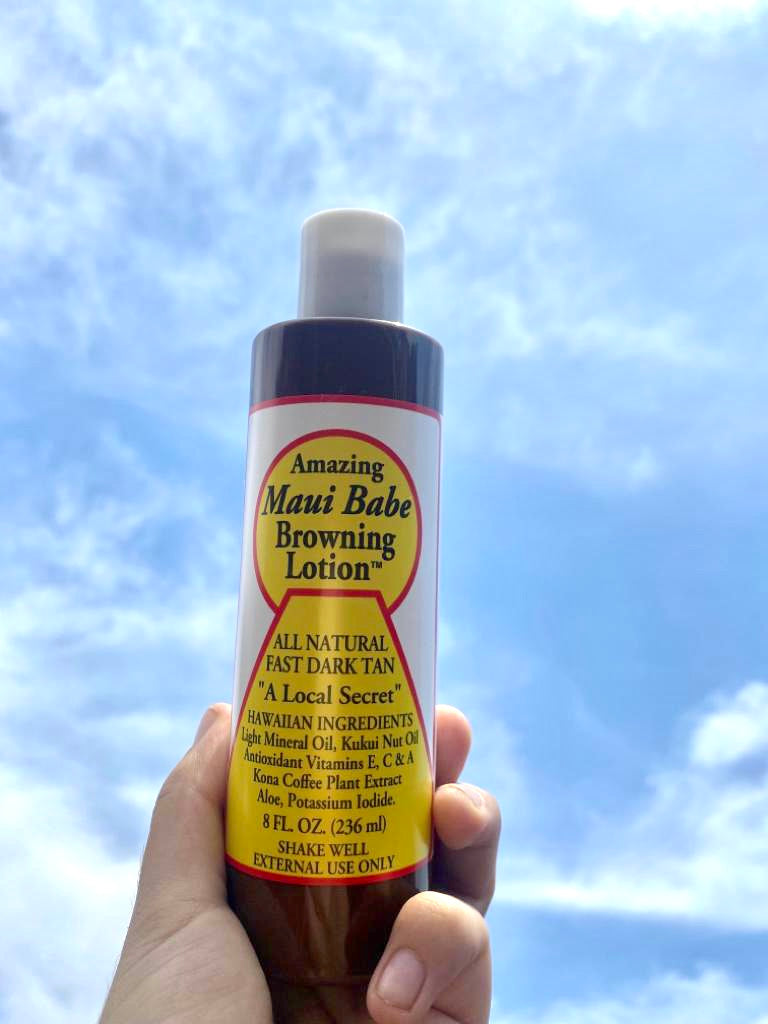 Amazing
Maui Babe
Browning
Lotion™
ALL NATURAL
FAST DARK TAN
"A Local Secret"
HAWAIIAN INGREDIENTS
Light Mineral Oil, Kukui Nut Oil
Antioxidant Vitamins E, C & A
Kona Coffee Plant Extract
Aloe, Potassium Iodide.
8 FL. OZ. (236 ml)
SHAKE WELL
EXTERNAL USE ONLY